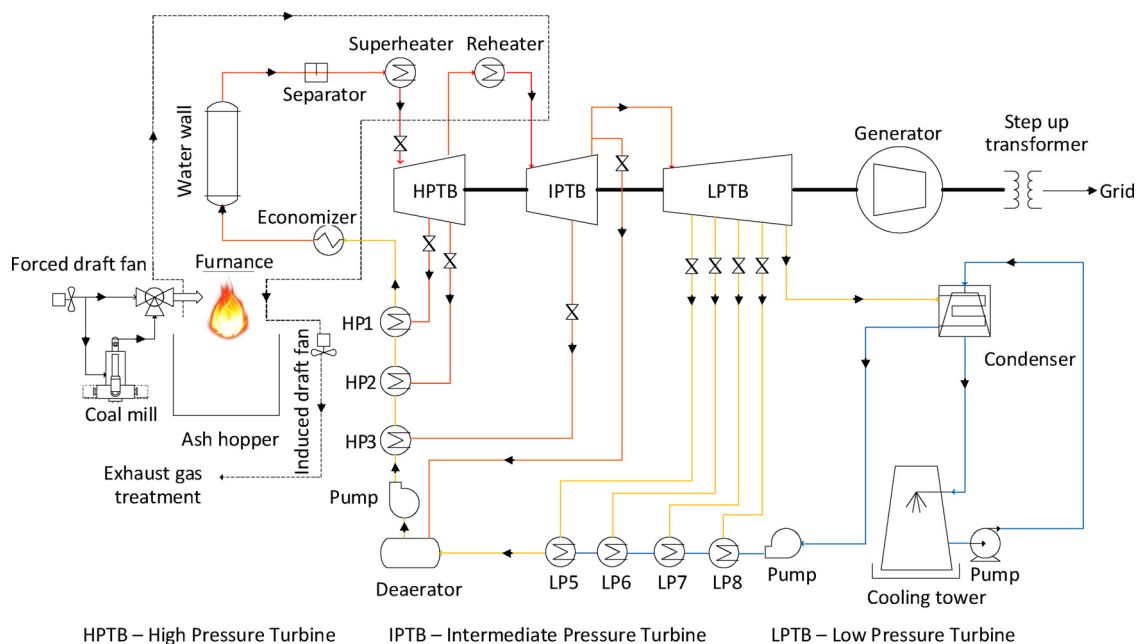 Superheater
Reheater
Separator
Water wall
Generator
Step up
transformer
HPTB
IPTB
LPTB
Grid
Economizer
Forced draft fan
Furnance
HP1
Induced draft fan
Condenser
HP2
Coal mill
Ash hopper
HP3
Exhaust gas
treatment
Pump
Deaerator
LP5
LP6
LP7
LP8
Pump
Pump
Cooling tower
HPTB – High Pressure Turbine
IPTB – Intermediate Pressure Turbine
LPTB – Low Pressure Turbine